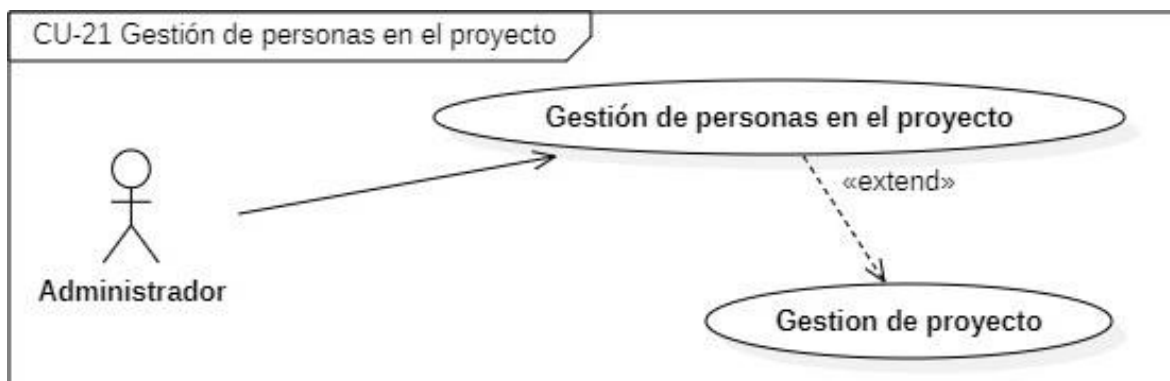 CU-21 Gestión de personas en el proyecto
Gestión de personas en el proyecto
«extend»
Administrador
Gestion de proyecto